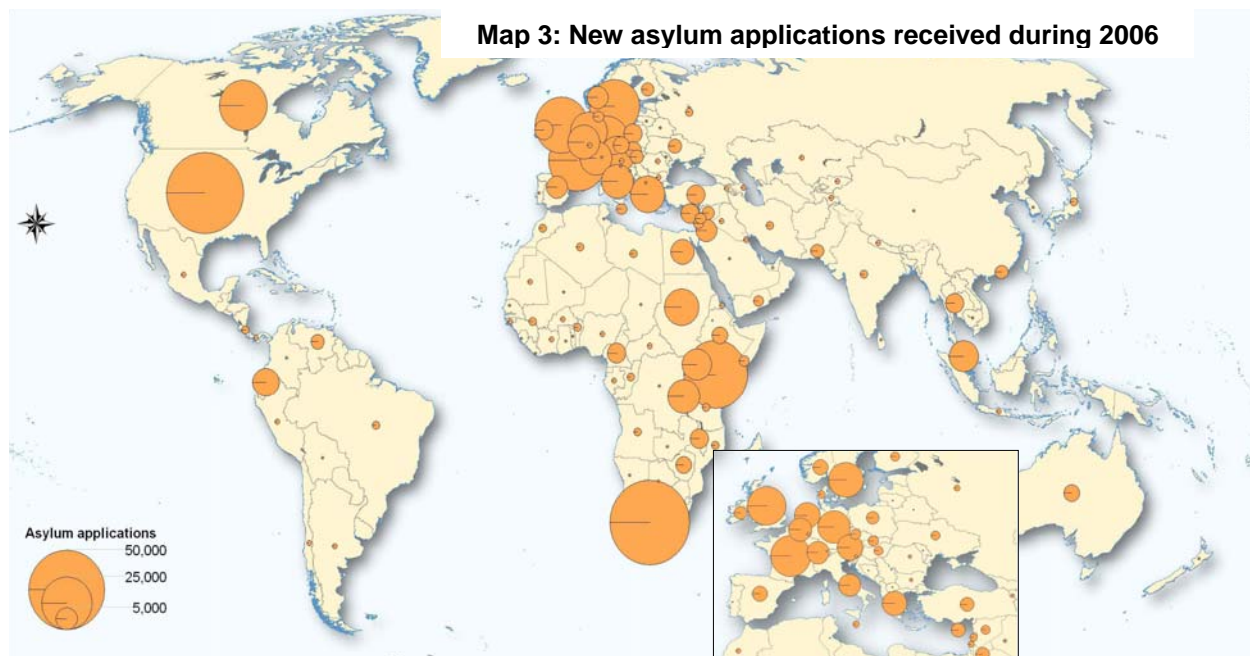 Map 3: New asylum applications received during 2006
Asylum applications
50,000
25,000
5,000